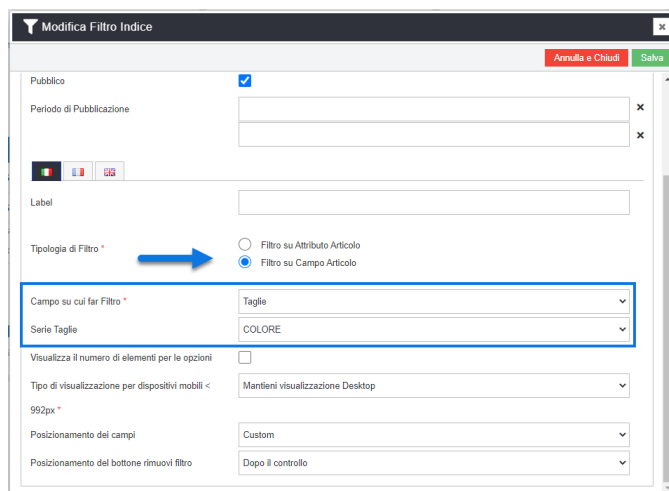 Modifica Filtro Indice
Annulla e Chiudi Salva
Pubblico
Periodo di Pubblicazione
Label
Tipologia di Filtro *
Filtro su Attributo Articolo
Filtro su Campo Articolo
Campo su cui far Filtro * Taglie
Serie Taglie COLORE
Visualizza il numero di elementi per le opzioni
Tipo di visualizzazione per dispositivi mobili < Mantieni visualizzazione Desktop
992px *
Posizionamento dei campi Custom
Posizionamento del bottone rimuovi filtro Dopo il controllo